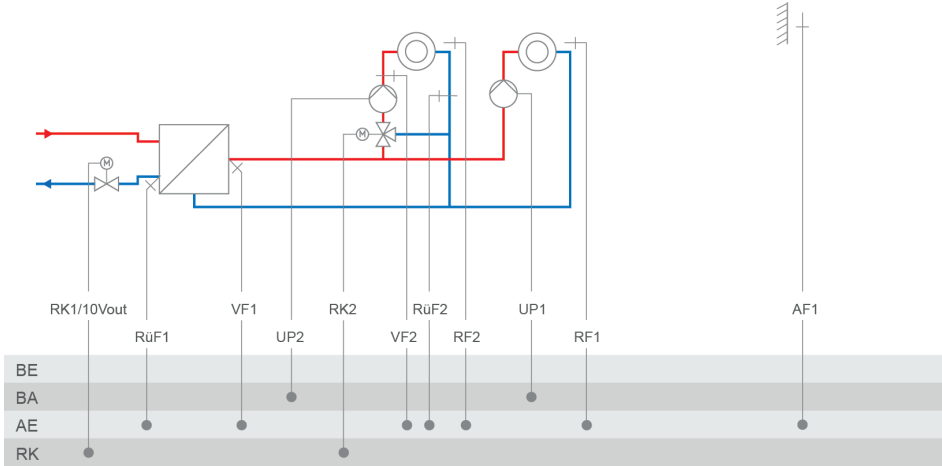 M
M
RK1/10Vout VF1 RK2 RüF2 UP1 AF1
RüF1 UP2 VF2 RF2 RF1
BE
BA
AE
RK